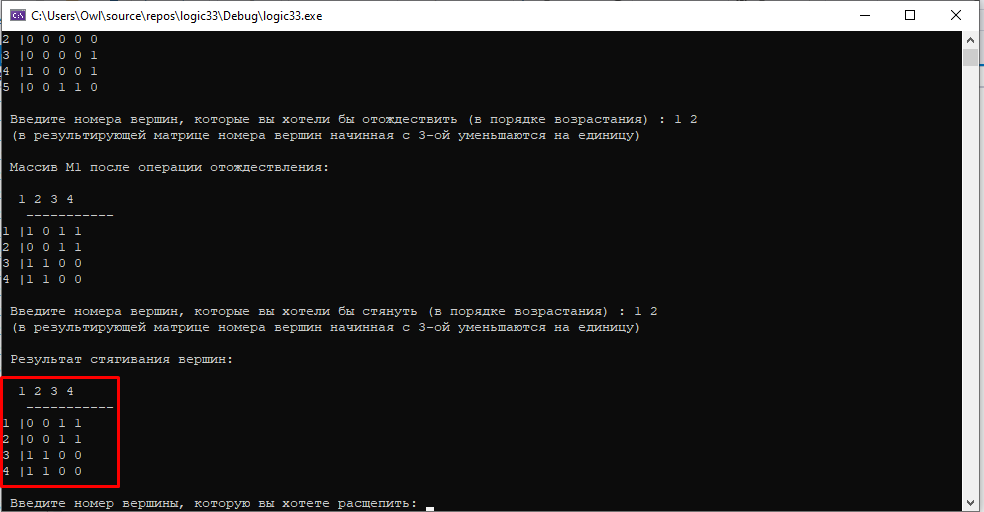 C:\Users\Owl\source\repos\logic33\Debug\logic33.exe
2 |0 0 0 0 0
3 |0 0 0 0 1
4 |1 0 0 0 1
5 |0 0 1 1 0
Введите номера вершин, которые вы хотели бы отождествить (в порядке возрастания) : 1 2
(в результирующей матрице номера вершин начинная с 3-ой уменьшаются на единицу)
Массив M1 после операции отождествления:
1 2 3 4
-----------
1 |1 0 1 1
2 |0 0 1 1
3 |1 1 0 0
4 |1 1 0 0
Введите номера вершин, которые вы хотели бы стянуть (в порядке возрастания) : 1 2
(в результирующей матрице номера вершин начинная с 3-ой уменьшаются на единицу)
Результат стягивания вершин:
1 2 3 4
-----------
1 |0 0 1 1
2 |0 0 1 1
3 |1 1 0 0
4 |1 1 0 0
Введите номер вершины, которую вы хотете расщепить: